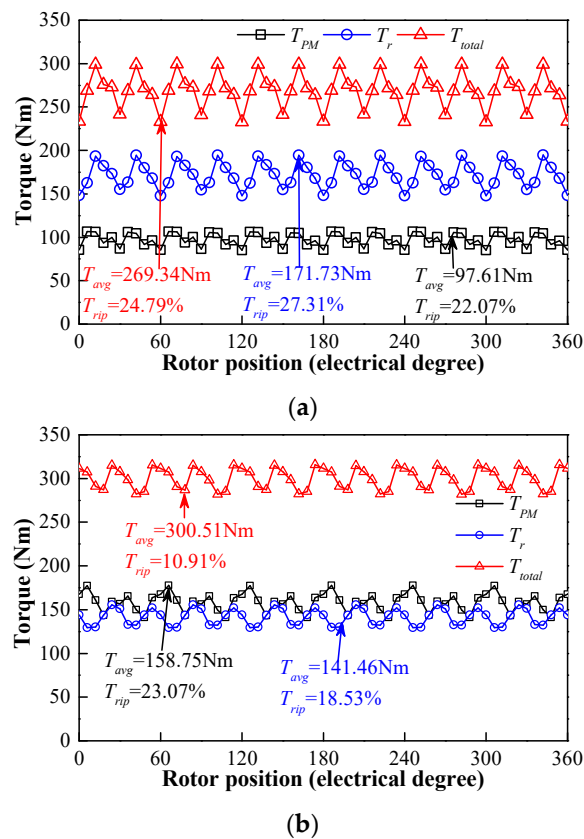 (a)
T_PM T_r T_total
350
300
250
200
150
100
50
0
Torque (Nm)
T_avg=269.34Nm
T_rip=24.79%
T_avg=171.73Nm
T_rip=27.31%
T_avg=97.61Nm
T_rip=22.07%
0 60 120 180 240 300 360
Rotor position (electrical degree)
(a)
350
300
250
200
150
100
50
0
Torque (Nm)
T_PM
T_r
T_total
T_avg=300.51Nm
T_rip=10.91%
T_avg=158.75Nm
T_rip=23.07%
T_avg=141.46Nm
T_rip=18.53%
0 60 120 180 240 300 360
Rotor position (electrical degree)
(b)